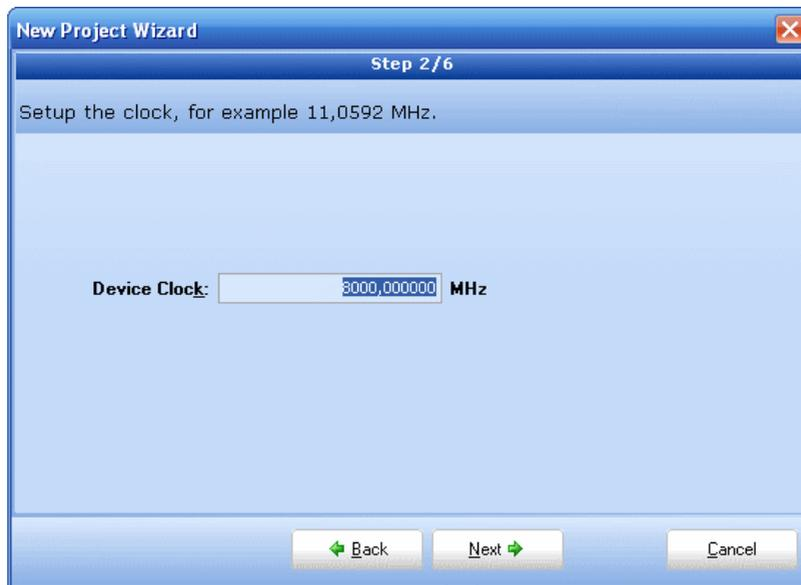 New Project Wizard
Step 2/6
Setup the clock, for example 11,0592 MHz.
Device Clock: 8000,000000 MHz
Back Next Cancel